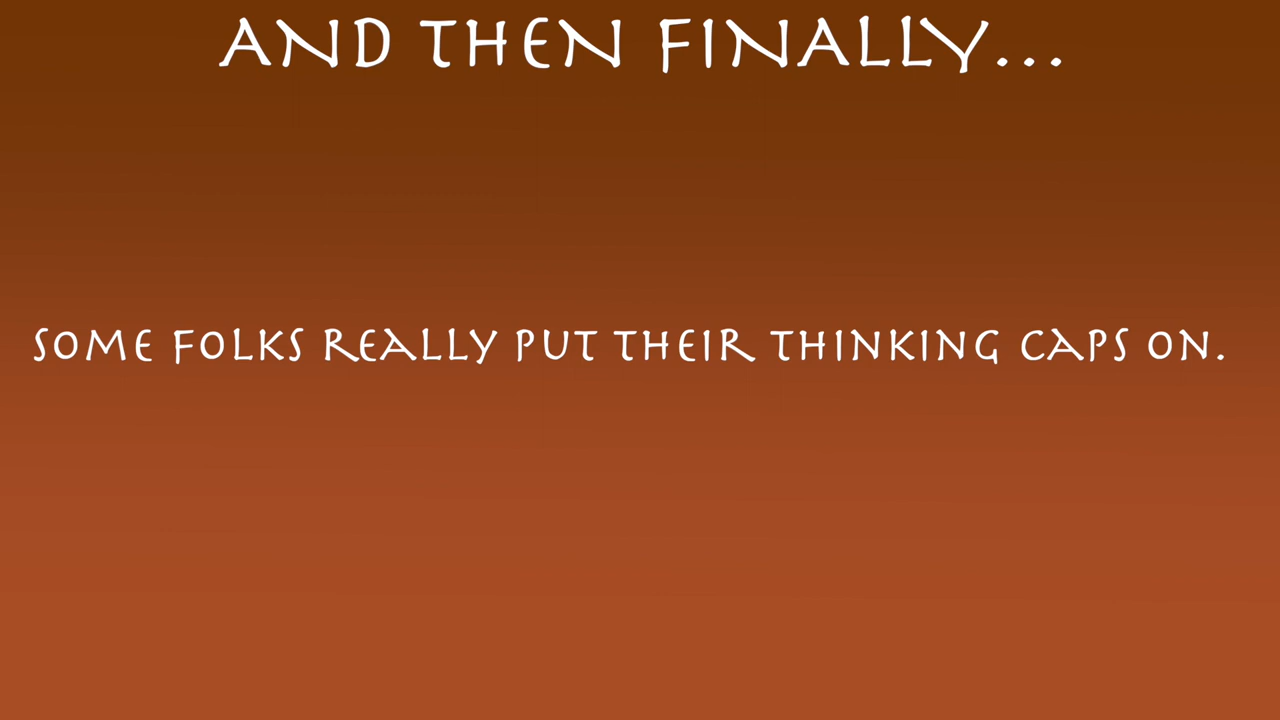 AND THEN FINALLY...
SOME FOLKS REALLY PUT THEIR THINKING CAPS ON.